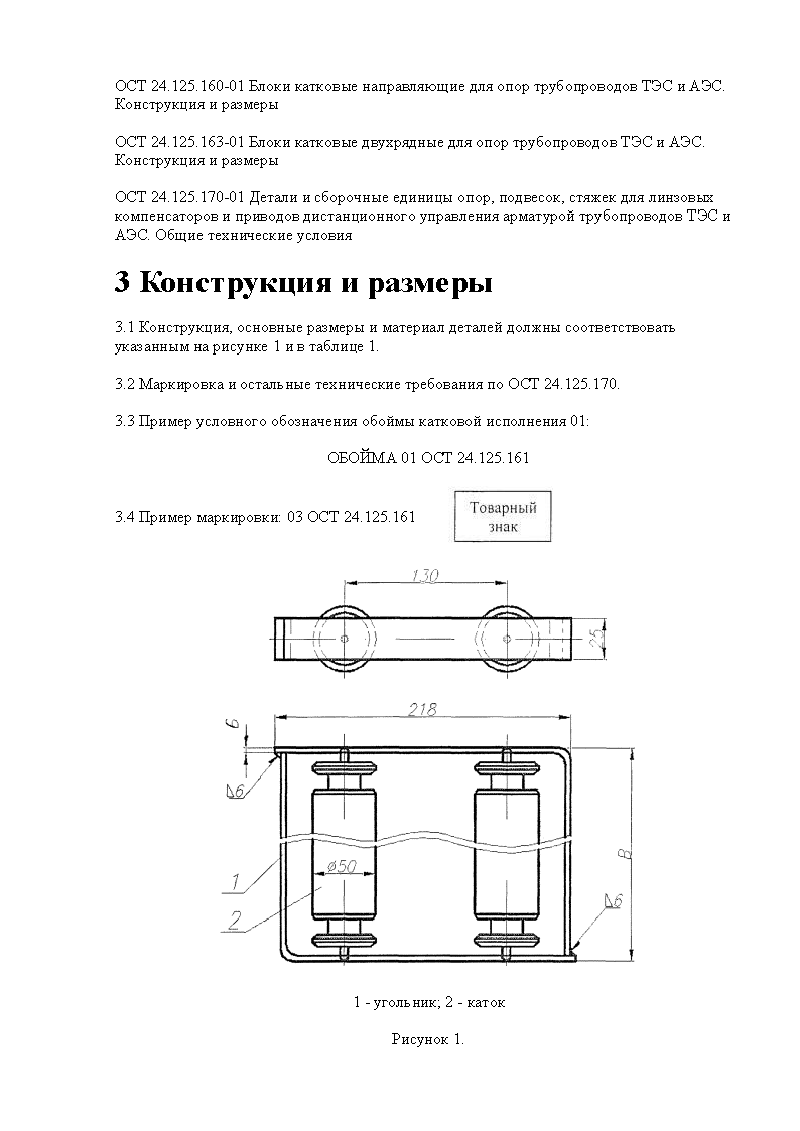 ОСТ 24.125.160-01 Блоки катковые направляющие для опор трубопроводов ТЭС и АЭС.
Конструкция и размеры
ОСТ 24.125.163-01 Блоки катковые двухрядные для опор трубопроводов ТЭС и АЭС.
Конструкция и размеры
ОСТ 24.125.170-01 Детали и сборочные единицы опор, подвесок, стяжек для линзовых
компенсаторов и приводов дистанционного управления арматурой трубопроводов ТЭС и
АЭС. Общие технические условия
3 Конструкция и размеры
3.1 Конструкция, основные размеры и материал деталей должны соответствовать
указанным на рисунке 1 и в таблице 1.
3.2 Маркировка и остальные технические требования по ОСТ 24.125.170.
3.3 Пример условного обозначения обоймы катковой исполнения 01:
ОБОЙМА 01 ОСТ 24.125.161
3.4 Пример маркировки: 03 ОСТ 24.125.161
Товарный
знак
130
25
218
6
⊿6
В
⌀50
1
2
⊿6
1 - угольник; 2 - каток
Рисунок 1.